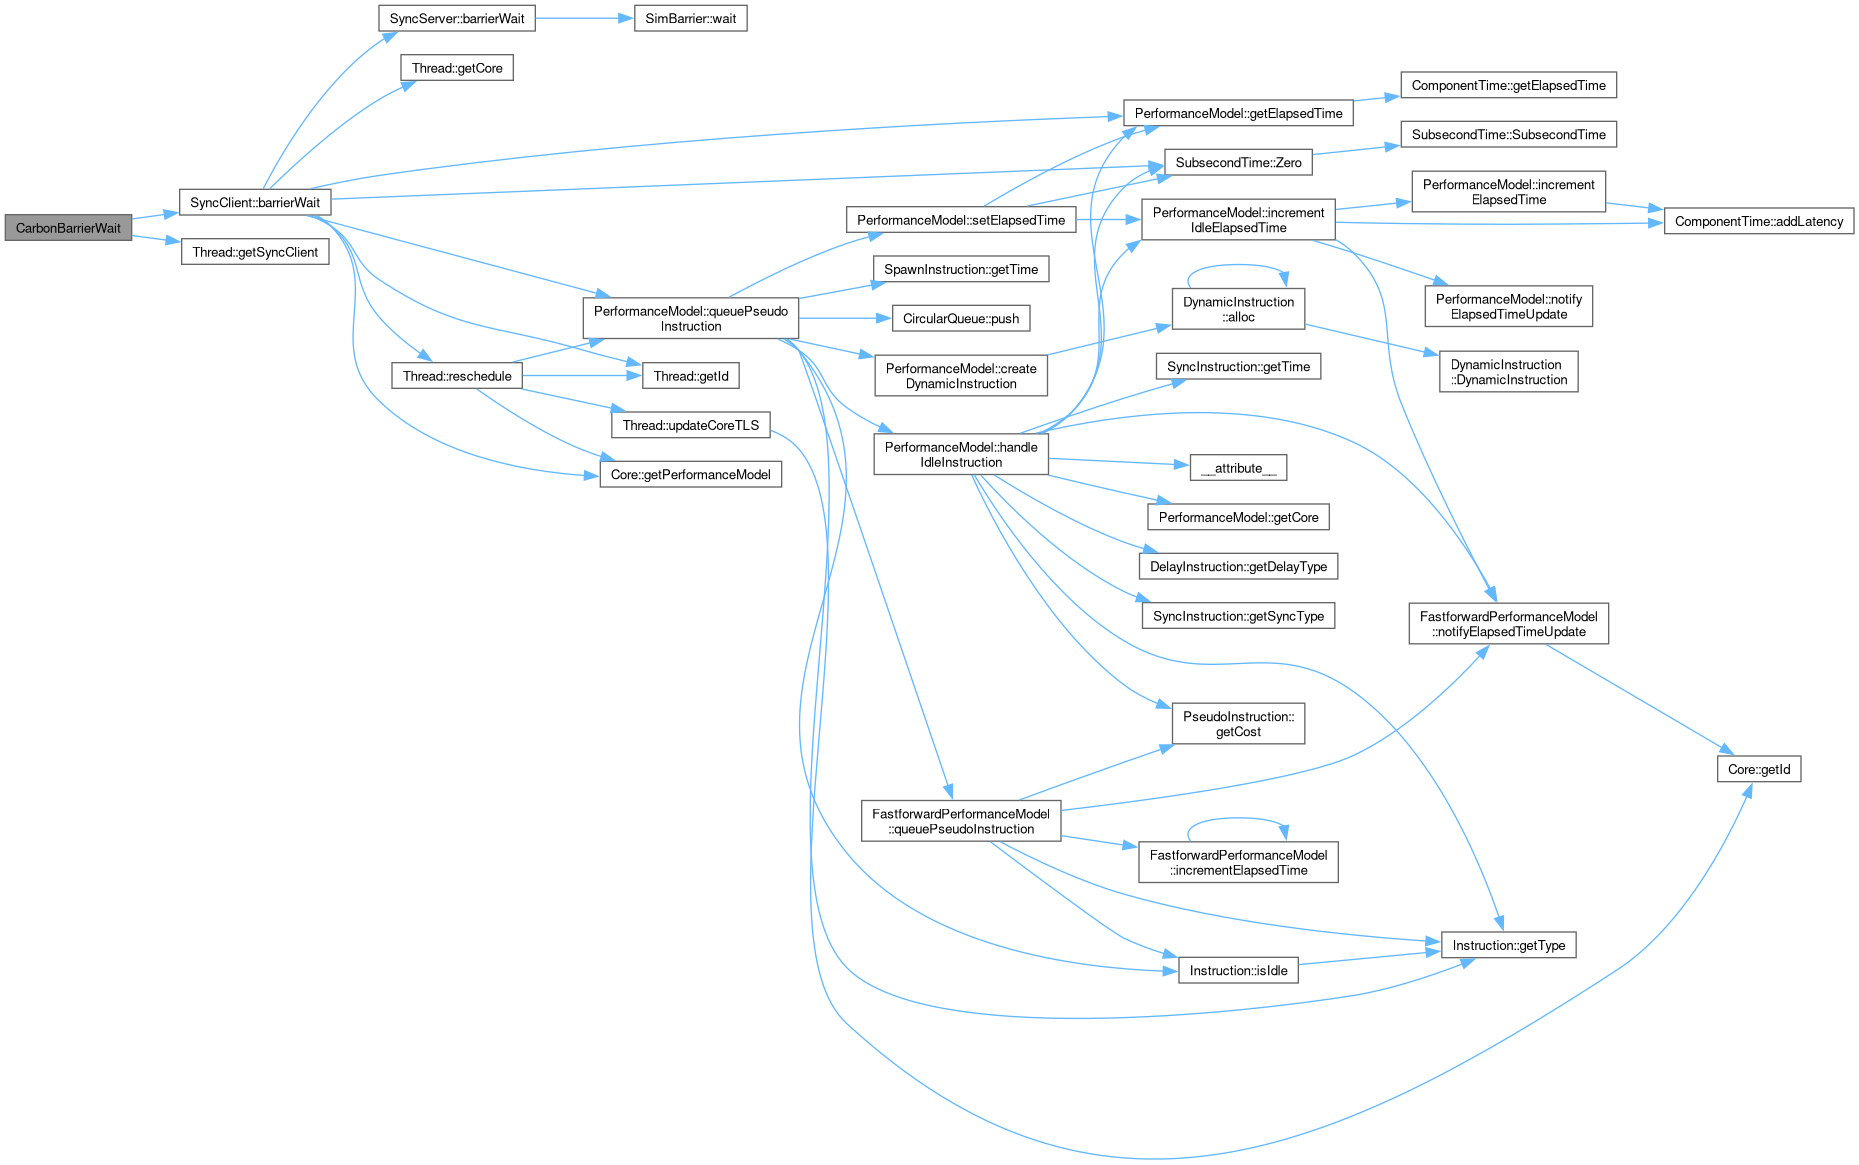 CarbonBarrierWait
SyncClient::barrierWait
Thread::getSyncClient
SyncServer::barrierWait
SimBarrier::wait
Thread::getCore
PerformanceModel::queuePseudo
Instruction
Thread::reschedule
Thread::getId
Thread::updateCoreTLS
Core::getPerformanceModel
PerformanceModel::setElapsedTime
SpawnInstruction::getTime
CircularQueue::push
PerformanceModel::create
DynamicInstruction
PerformanceModel::handle
IdleInstruction
FastforwardPerformanceModel
::queuePseudoInstruction
PerformanceModel::getElapsedTime
SubsecondTime::Zero
PerformanceModel::increment
IdleElapsedTime
DynamicInstruction
::alloc
SyncInstruction::getTime
__attribute__
PerformanceModel::getCore
DelayInstruction::getDelayType
SyncInstruction::getSyncType
PseudoInstruction::
getCost
FastforwardPerformanceModel
::incrementElapsedTime
Instruction::isIdle
ComponentTime::getElapsedTime
SubsecondTime::SubsecondTime
PerformanceModel::increment
ElapsedTime
ComponentTime::addLatency
PerformanceModel::notify
ElapsedTimeUpdate
DynamicInstruction
::DynamicInstruction
FastforwardPerformanceModel
::notifyElapsedTimeUpdate
Core::getId
Instruction::getType